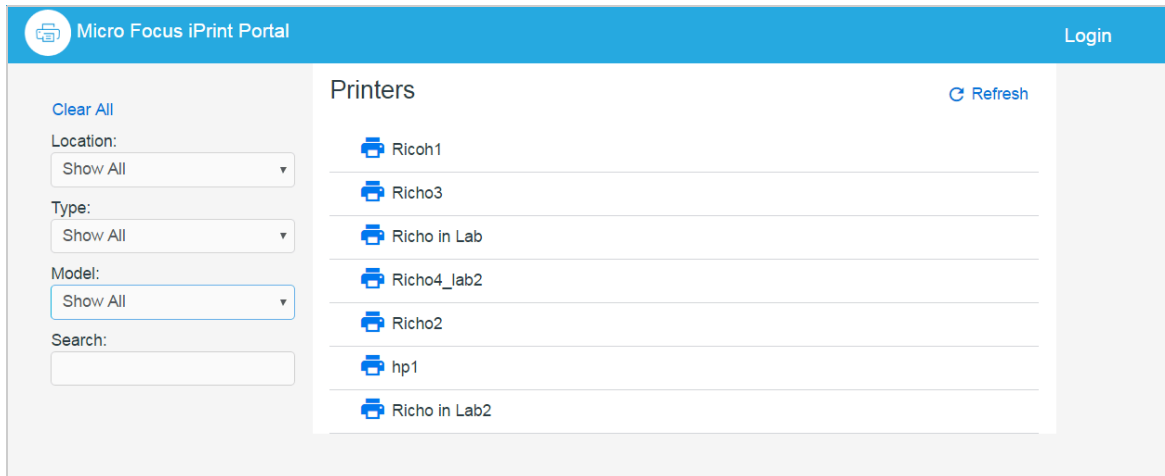 Micro Focus iPrint Portal
Login
Clear All
Location:
Show All
Type:
Show All
Model:
Show All
Search:
Printers
Refresh
Ricoh1
Richo3
Richo in Lab
Richo4_lab2
Richo2
hp1
Richo in Lab2